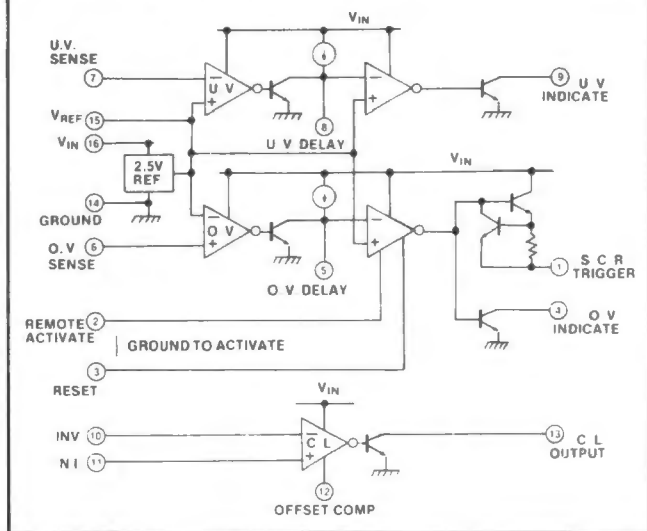 VIN
U.V.
SENSE
7
– U V +
9
U V
INDICATE
VREF 15
8
U V DELAY
VIN 16
2.5V
REF
VIN
14
GROUND
– O V +
O.V
SENSE
6
5
O V DELAY
1
S C R
TRIGGER
REMOTE
ACTIVATE
2
4
O V
INDICATE
GROUND TO ACTIVATE
3
RESET
VIN
INV 10
– C L +
13
C L
OUTPUT
N I 11
12
OFFSET COMP